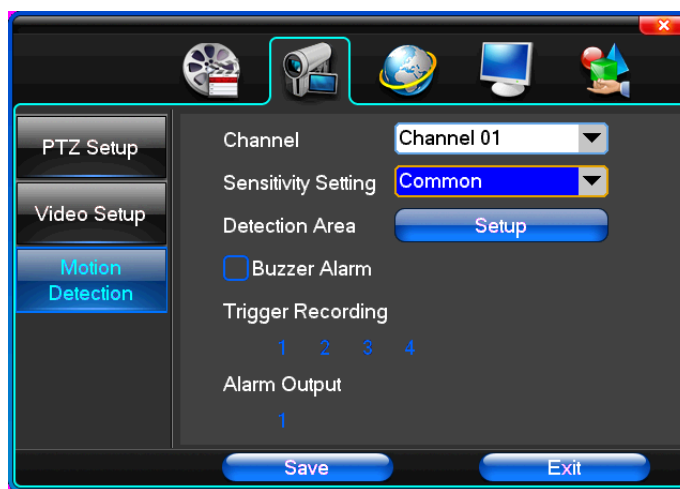 PTZ Setup
Video Setup
Motion
Detection
Channel
Channel 01
Sensitivity Setting
Common
Detection Area
Setup
Buzzer Alarm
Trigger Recording
1 2 3 4
Alarm Output
1
Save
Exit